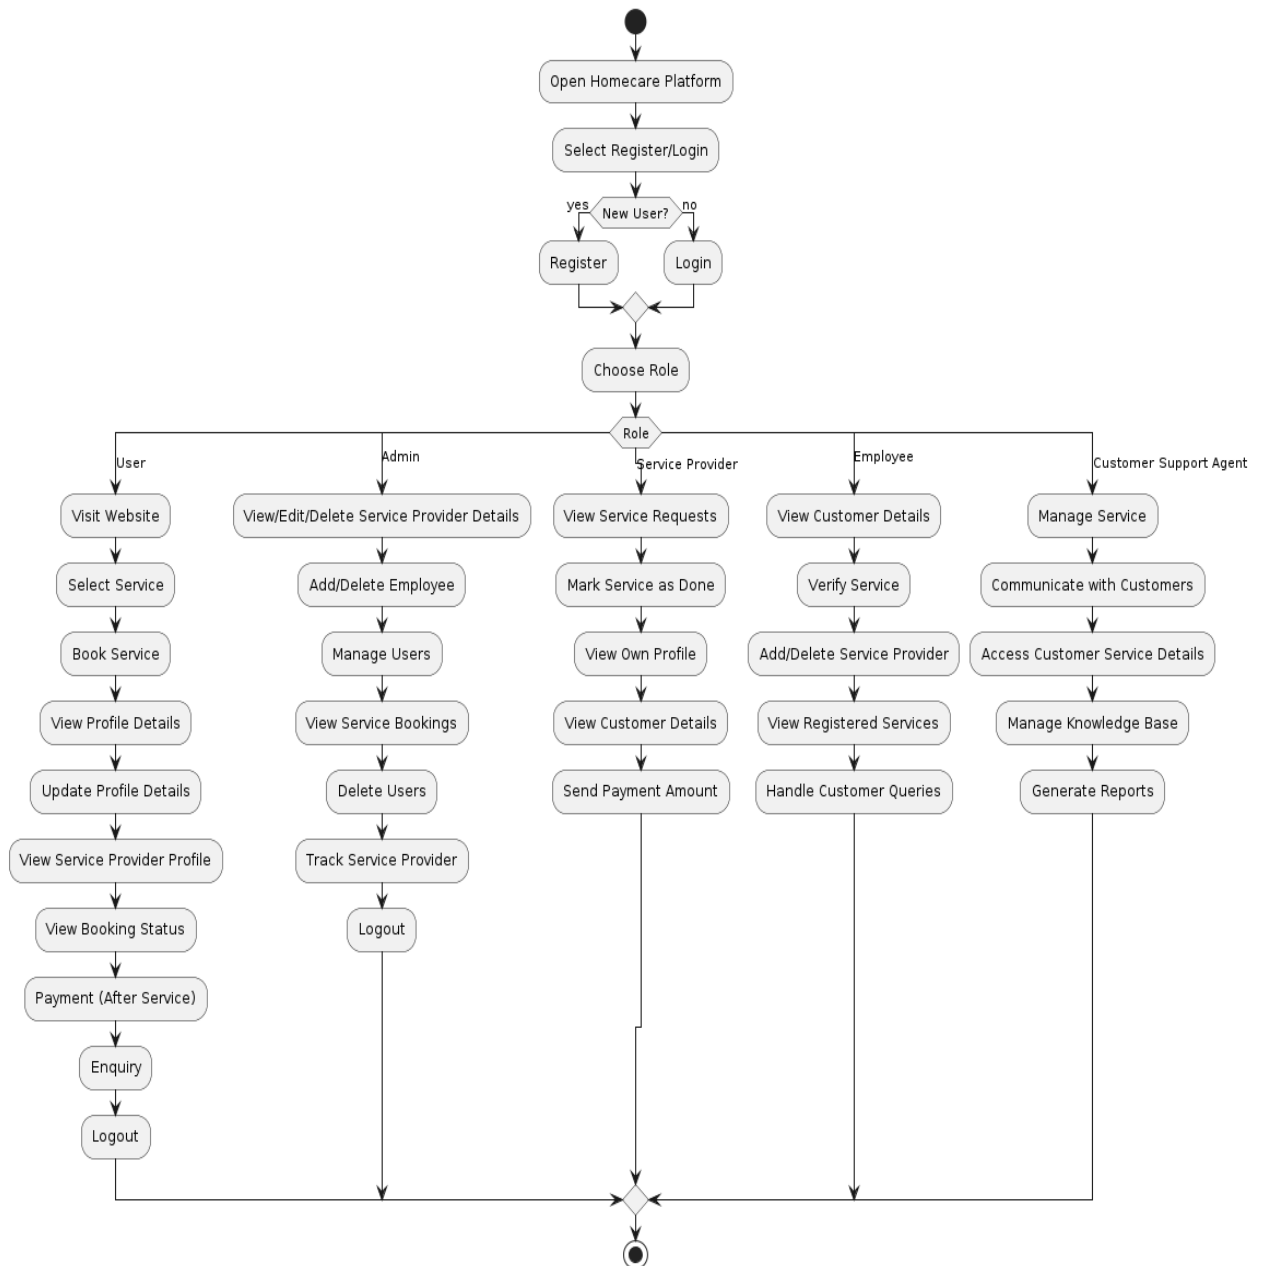 Open Homecare Platform
Select Register/Login
yes
New User?
no
Register
Login
Choose Role
Role
User
Admin
Service Provider
Employee
Customer Support Agent
Visit Website
View/Edit/Delete Service Provider Details
View Service Requests
View Customer Details
Manage Service
Select Service
Add/Delete Employee
Mark Service as Done
Verify Service
Communicate with Customers
Book Service
Manage Users
View Own Profile
Add/Delete Service Provider
Access Customer Service Details
View Profile Details
View Service Bookings
View Customer Details
View Registered Services
Manage Knowledge Base
Update Profile Details
Delete Users
Send Payment Amount
Handle Customer Queries
Generate Reports
View Service Provider Profile
Track Service Provider
View Booking Status
Logout
Payment (After Service)
Enquiry
Logout